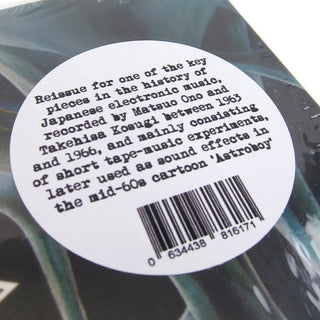 Reissue for one of the key
pieces in the history of
Japanese electronic music,
recorded by Matsuo Ono and
Takehisa Kosugi between 1963
and 1966, and mainly consisting
of short tape-music experiments,
later used as sound effects in
the mid-60s cartoon 'Astroboy'
0 634438 816171